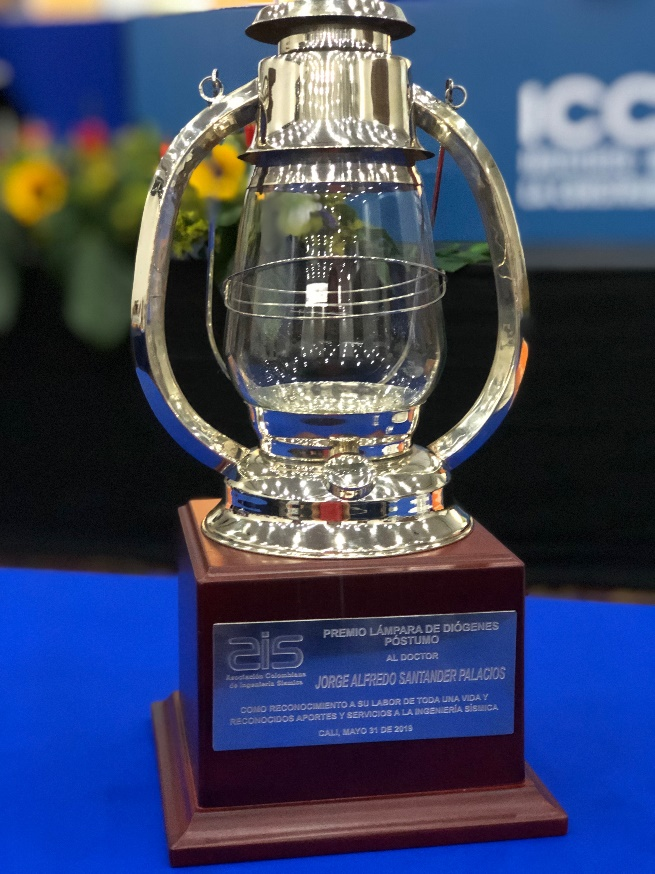 ICC
ais
Asociación Colombiana
de Ingeniería Sísmica
PREMIO LÁMPARA DE DIÓGENES
PÓSTUMO
AL DOCTOR
JORGE ALFREDO SANTANDER PALACIOS
COMO RECONOCIMIENTO A SU LABOR DE TODA UNA VIDA Y
RECONOCIDOS APORTES Y SERVICIOS A LA INGENIERÍA SÍSMICA
CALI, MAYO 31 DE 2019